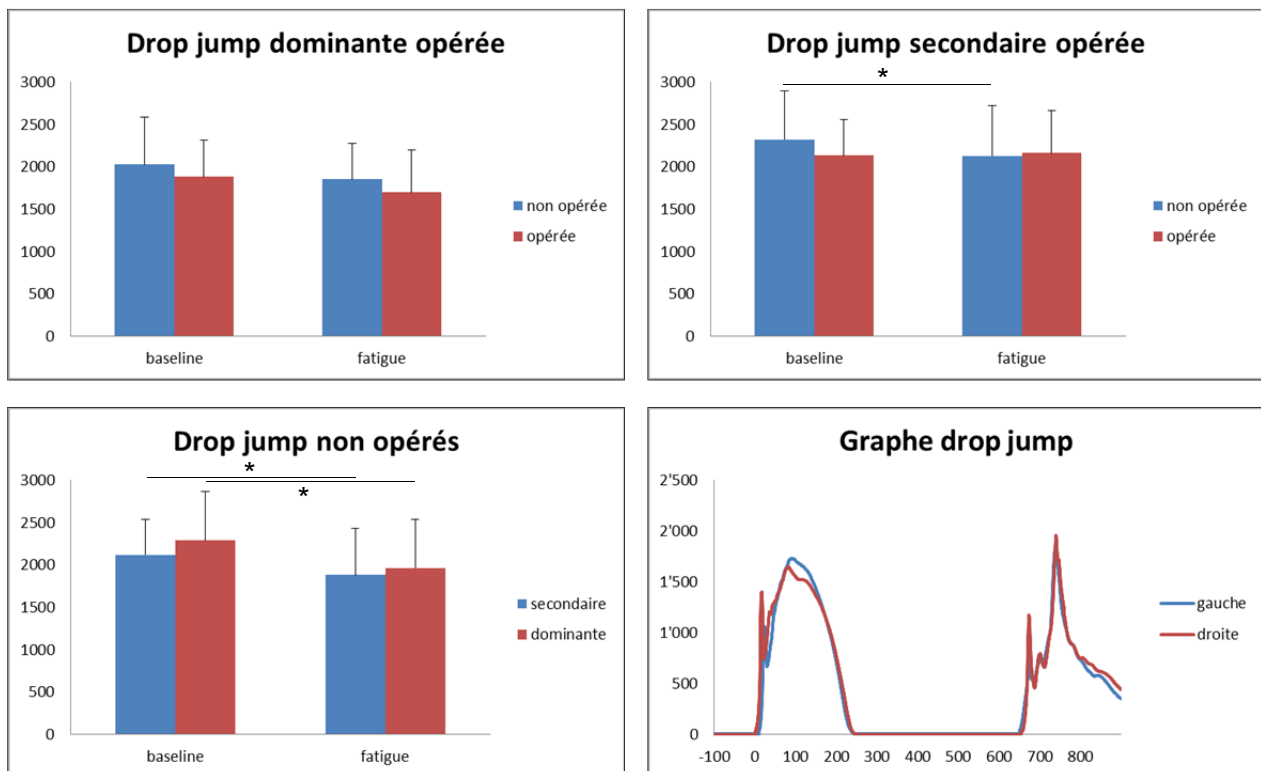 Drop jump dominante opérée
3000
2500
2000
1500
1000
500
0
baseline fatigue
non opérée
opérée
Drop jump secondaire opérée
*
3000
2500
2000
1500
1000
500
0
baseline fatigue
non opérée
opérée
Drop jump non opérés
*
*
3000
2500
2000
1500
1000
500
0
baseline fatigue
secondaire
dominante
Graphe drop jump
2'500
2'000
1'500
1'000
500
0
-100 0 100 200 300 400 500 600 700 800
gauche
droite